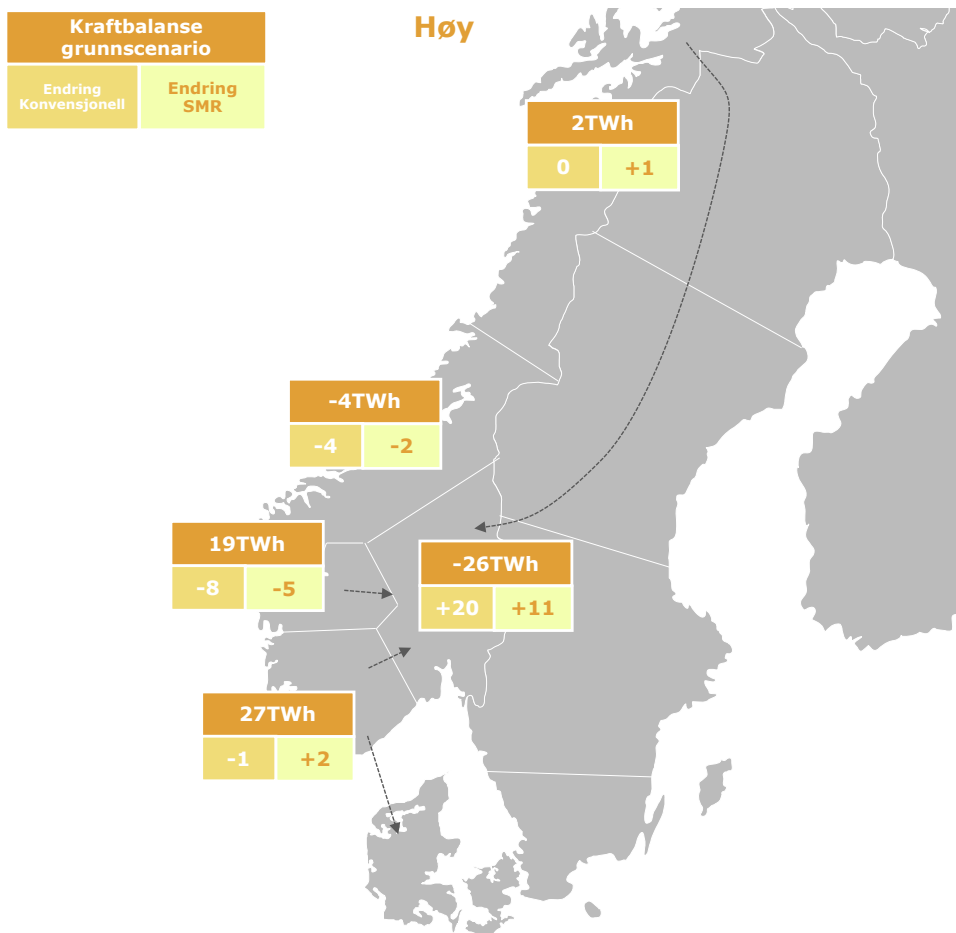 Kraftbalanse
grunnscenario
Endring
Konvensjonell
Endring
SMR
Høy
2TWh
0
+1
-4TWh
-4
-2
19TWh
-8
-5
-26TWh
+20
+11
27TWh
-1
+2